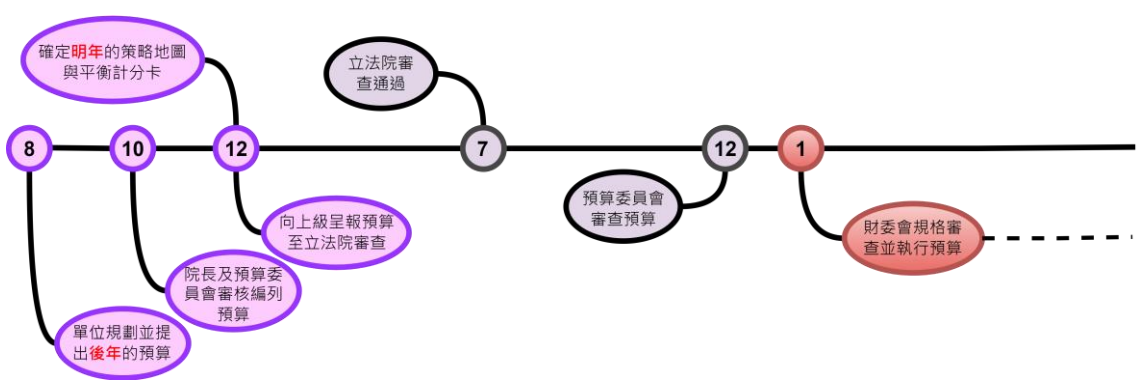 確定明年的策略地圖
與平衡計分卡
立法院審
查通過
8
10
12
7
12
1
向上級呈報預算
至立法院審查
預算委員會
審查預算
財委會規格審
查並執行預算
院長及預算委
員會審核編列
預算
單位規劃並提
出後年的預算